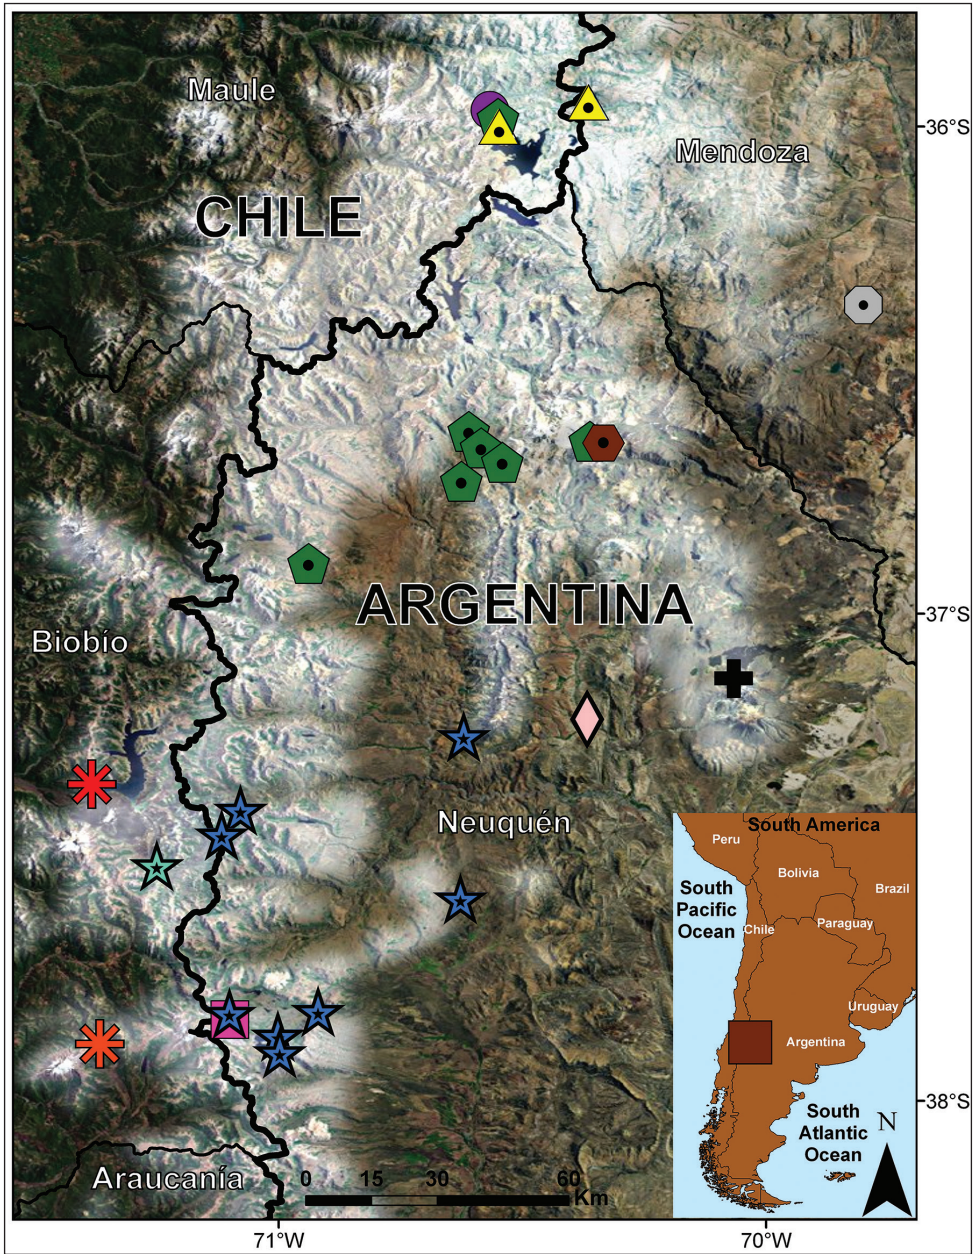 Maule
36°S
Mendoza
CHILE
ARGENTINA
37°S
Biobío
Neuquén
South America
Peru
Bolivia
South
Pacific
Ocean
Brazil
Chile
Paraguay
Uruguay
Argentina
38°S
South
Atlantic
Ocean
N
Araucanía
0 15 30 60
Km
71°W
70°W